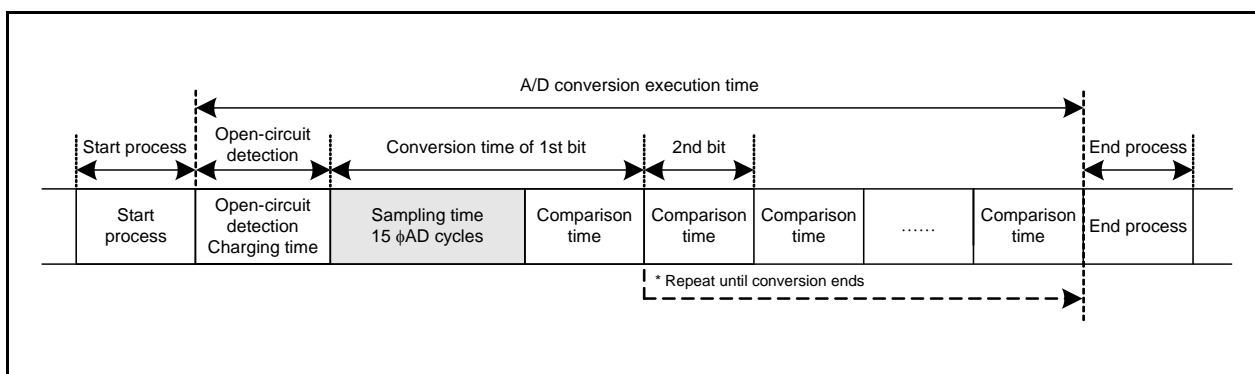 A/D conversion execution time
Start process
Open-circuit
detection
Conversion time of 1st bit
2nd bit
End process
Start
process
Open-circuit
detection
Charging time
Sampling time
15 ϕAD cycles
Comparison
time
Comparison
time
Comparison
time
......
Comparison
time
End process
* Repeat until conversion ends